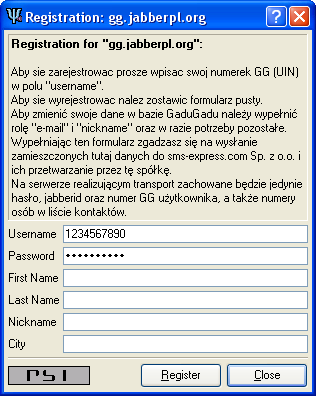 Registration: gg.jabberpl.org
Registration for "gg.jabberpl.org":
Aby sie zarejestrowac prosze wpisac swoj numerek GG (UIN)
w polu "username".
Aby sie wyrejestrowac nalez zostawic formularz pusty.
Aby zmienić swoje dane w bazie GaduGadu należy wypełnić
rolę "e-mail" i "nickname" oraz w razie potrzeby pozostałe.
Wypełniając ten formularz zgadzasz się na wysłanie
zamieszczonych tutaj danych do sms-express.com Sp. z o.o. i
ich przetwarzanie przez tę spółkę.
Na serwerze realizującym transport zachowane będzie jedynie
hasło, jabberid oraz numer GG użytkownika, a także numery
osób w liście kontaktów.
Username 1234567890
Password ••••••••••
First Name
Last Name
Nickname
City
PSI Register Close